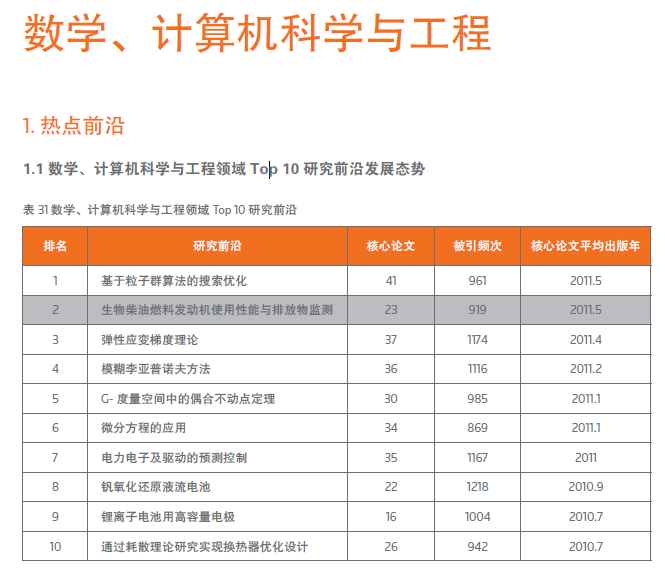 数学、计算机科学与工程
1. 热点前沿
1.1 数学、计算机科学与工程领域 Top 10 研究前沿发展态势
表 31 数学、计算机科学与工程领域 Top 10 研究前沿
排名 研究前沿 核心论文 被引频次 核心论文平均出版年
1 基于粒子群算法的搜索优化 41 961 2011.5
2 生物柴油燃料发动机使用性能与排放物监测 23 919 2011.5
3 弹性应变梯度理论 37 1174 2011.4
4 模糊李亚普诺夫方法 36 1116 2011.2
5 G- 度量空间中的偶合不动点定理 30 985 2011.1
6 微分方程的应用 34 869 2011.1
7 电力电子及驱动的预测控制 35 1167 2011
8 钒氧化还原液流电池 22 1218 2010.9
9 锂离子电池用高容量电极 16 1004 2010.7
10 通过耗散理论研究实现换热器优化设计 26 942 2010.7